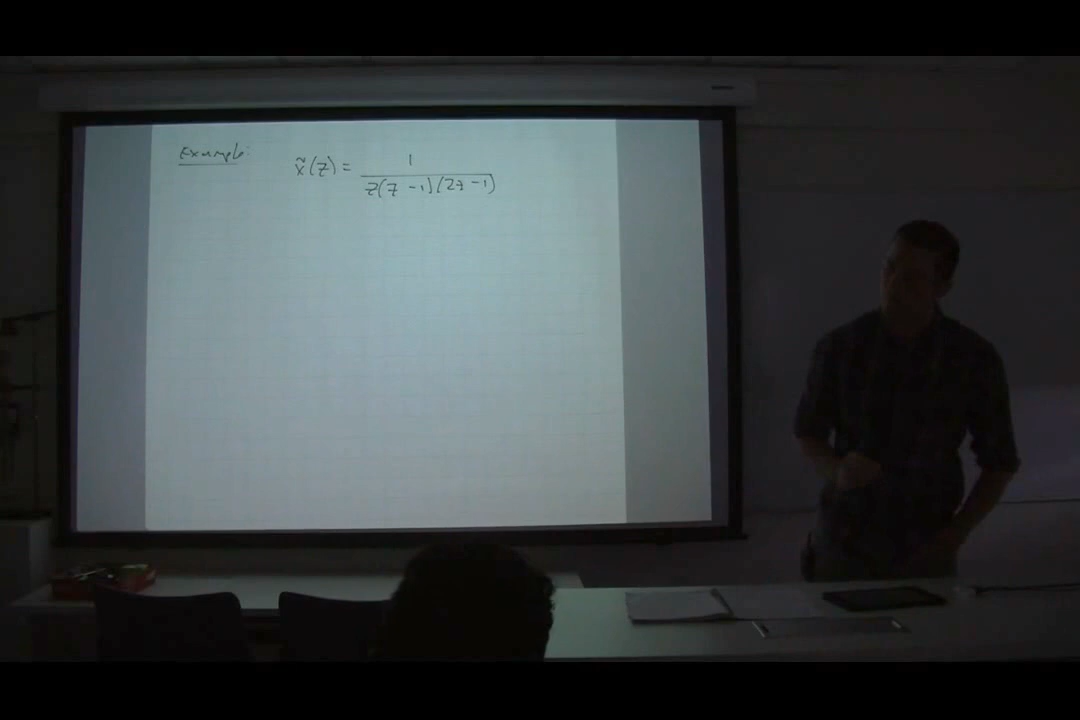 Example:
x̃(z) = 1 / z(z-1)(2z-1)